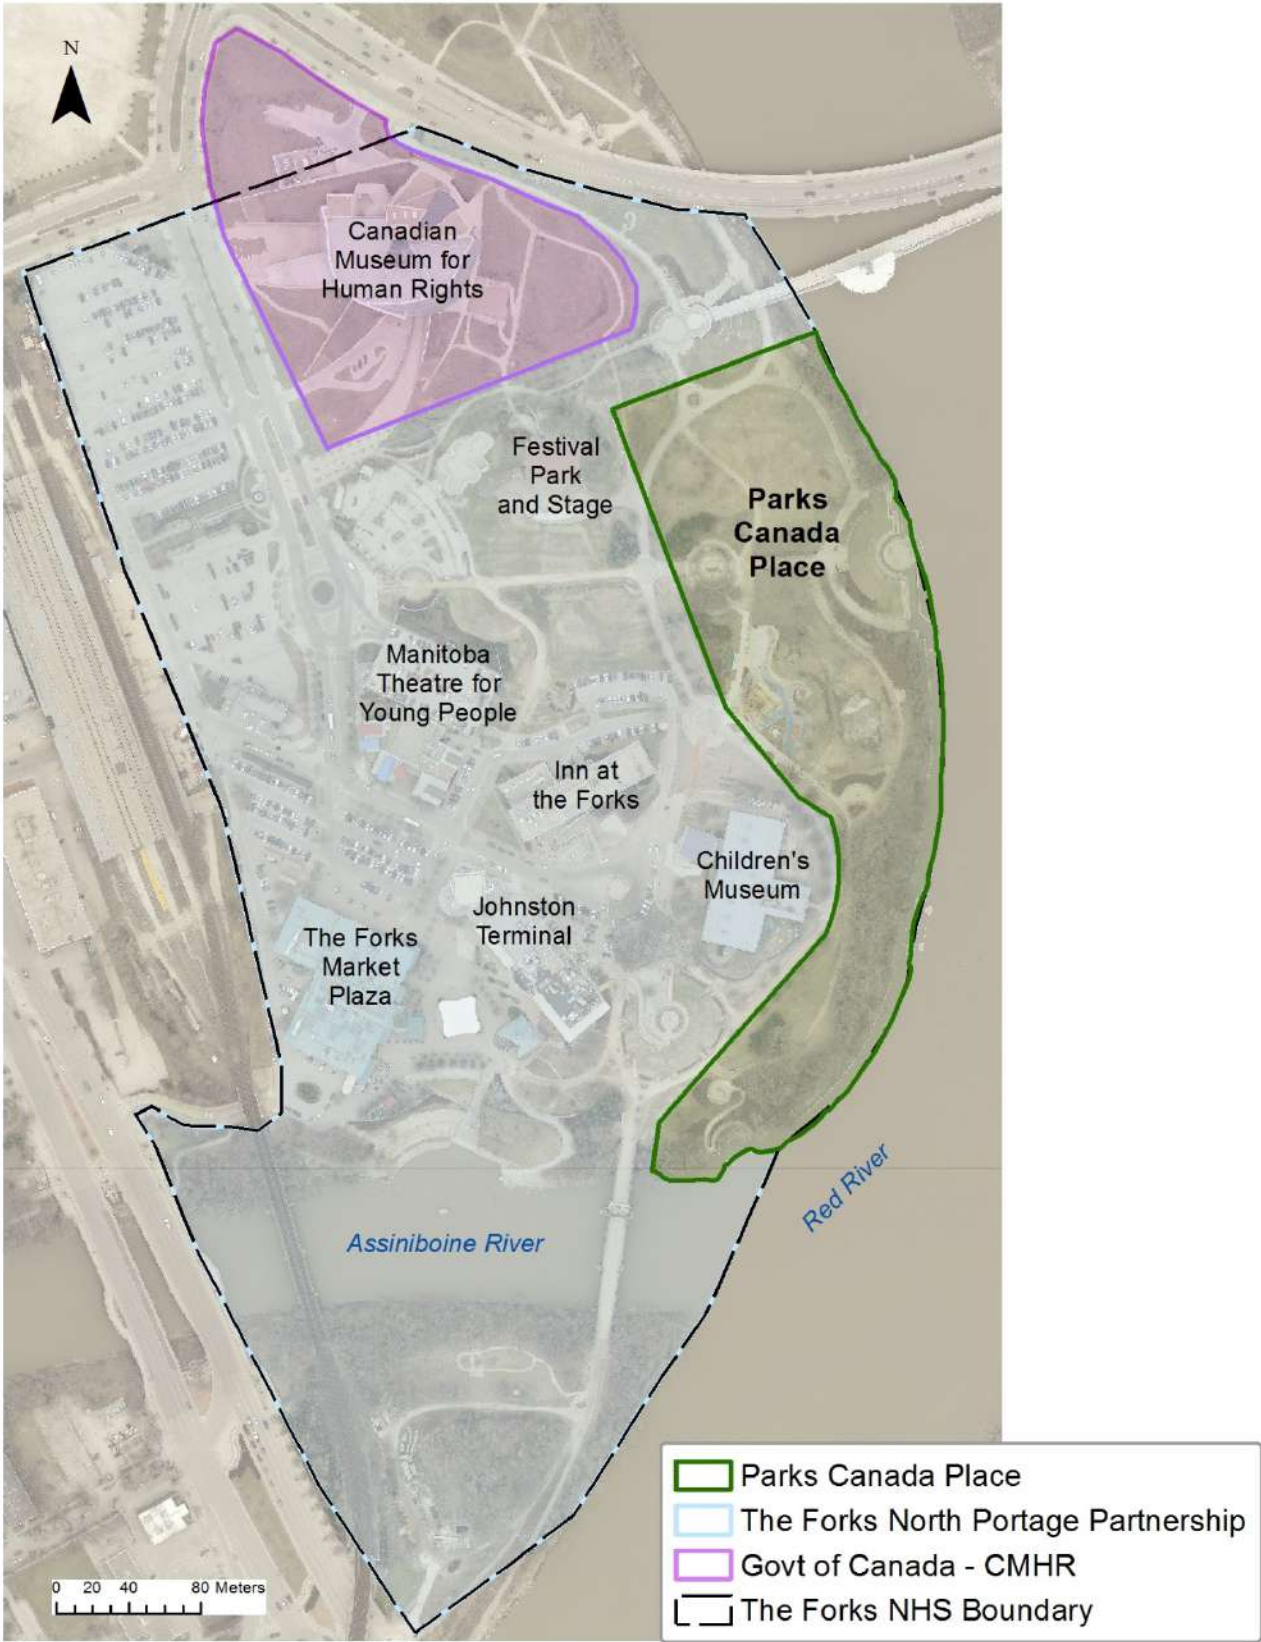 N
Canadian
Museum for
Human Rights
Festival
Park
and Stage
Parks
Canada
Place
Manitoba
Theatre for
Young People
Inn at
the Forks
Children's
Museum
Johnston
Terminal
The Forks
Market
Plaza
Red River
Assiniboine River
Parks Canada Place
The Forks North Portage Partnership
Govt of Canada - CMHR
The Forks NHS Boundary
0 20 40 80 Meters